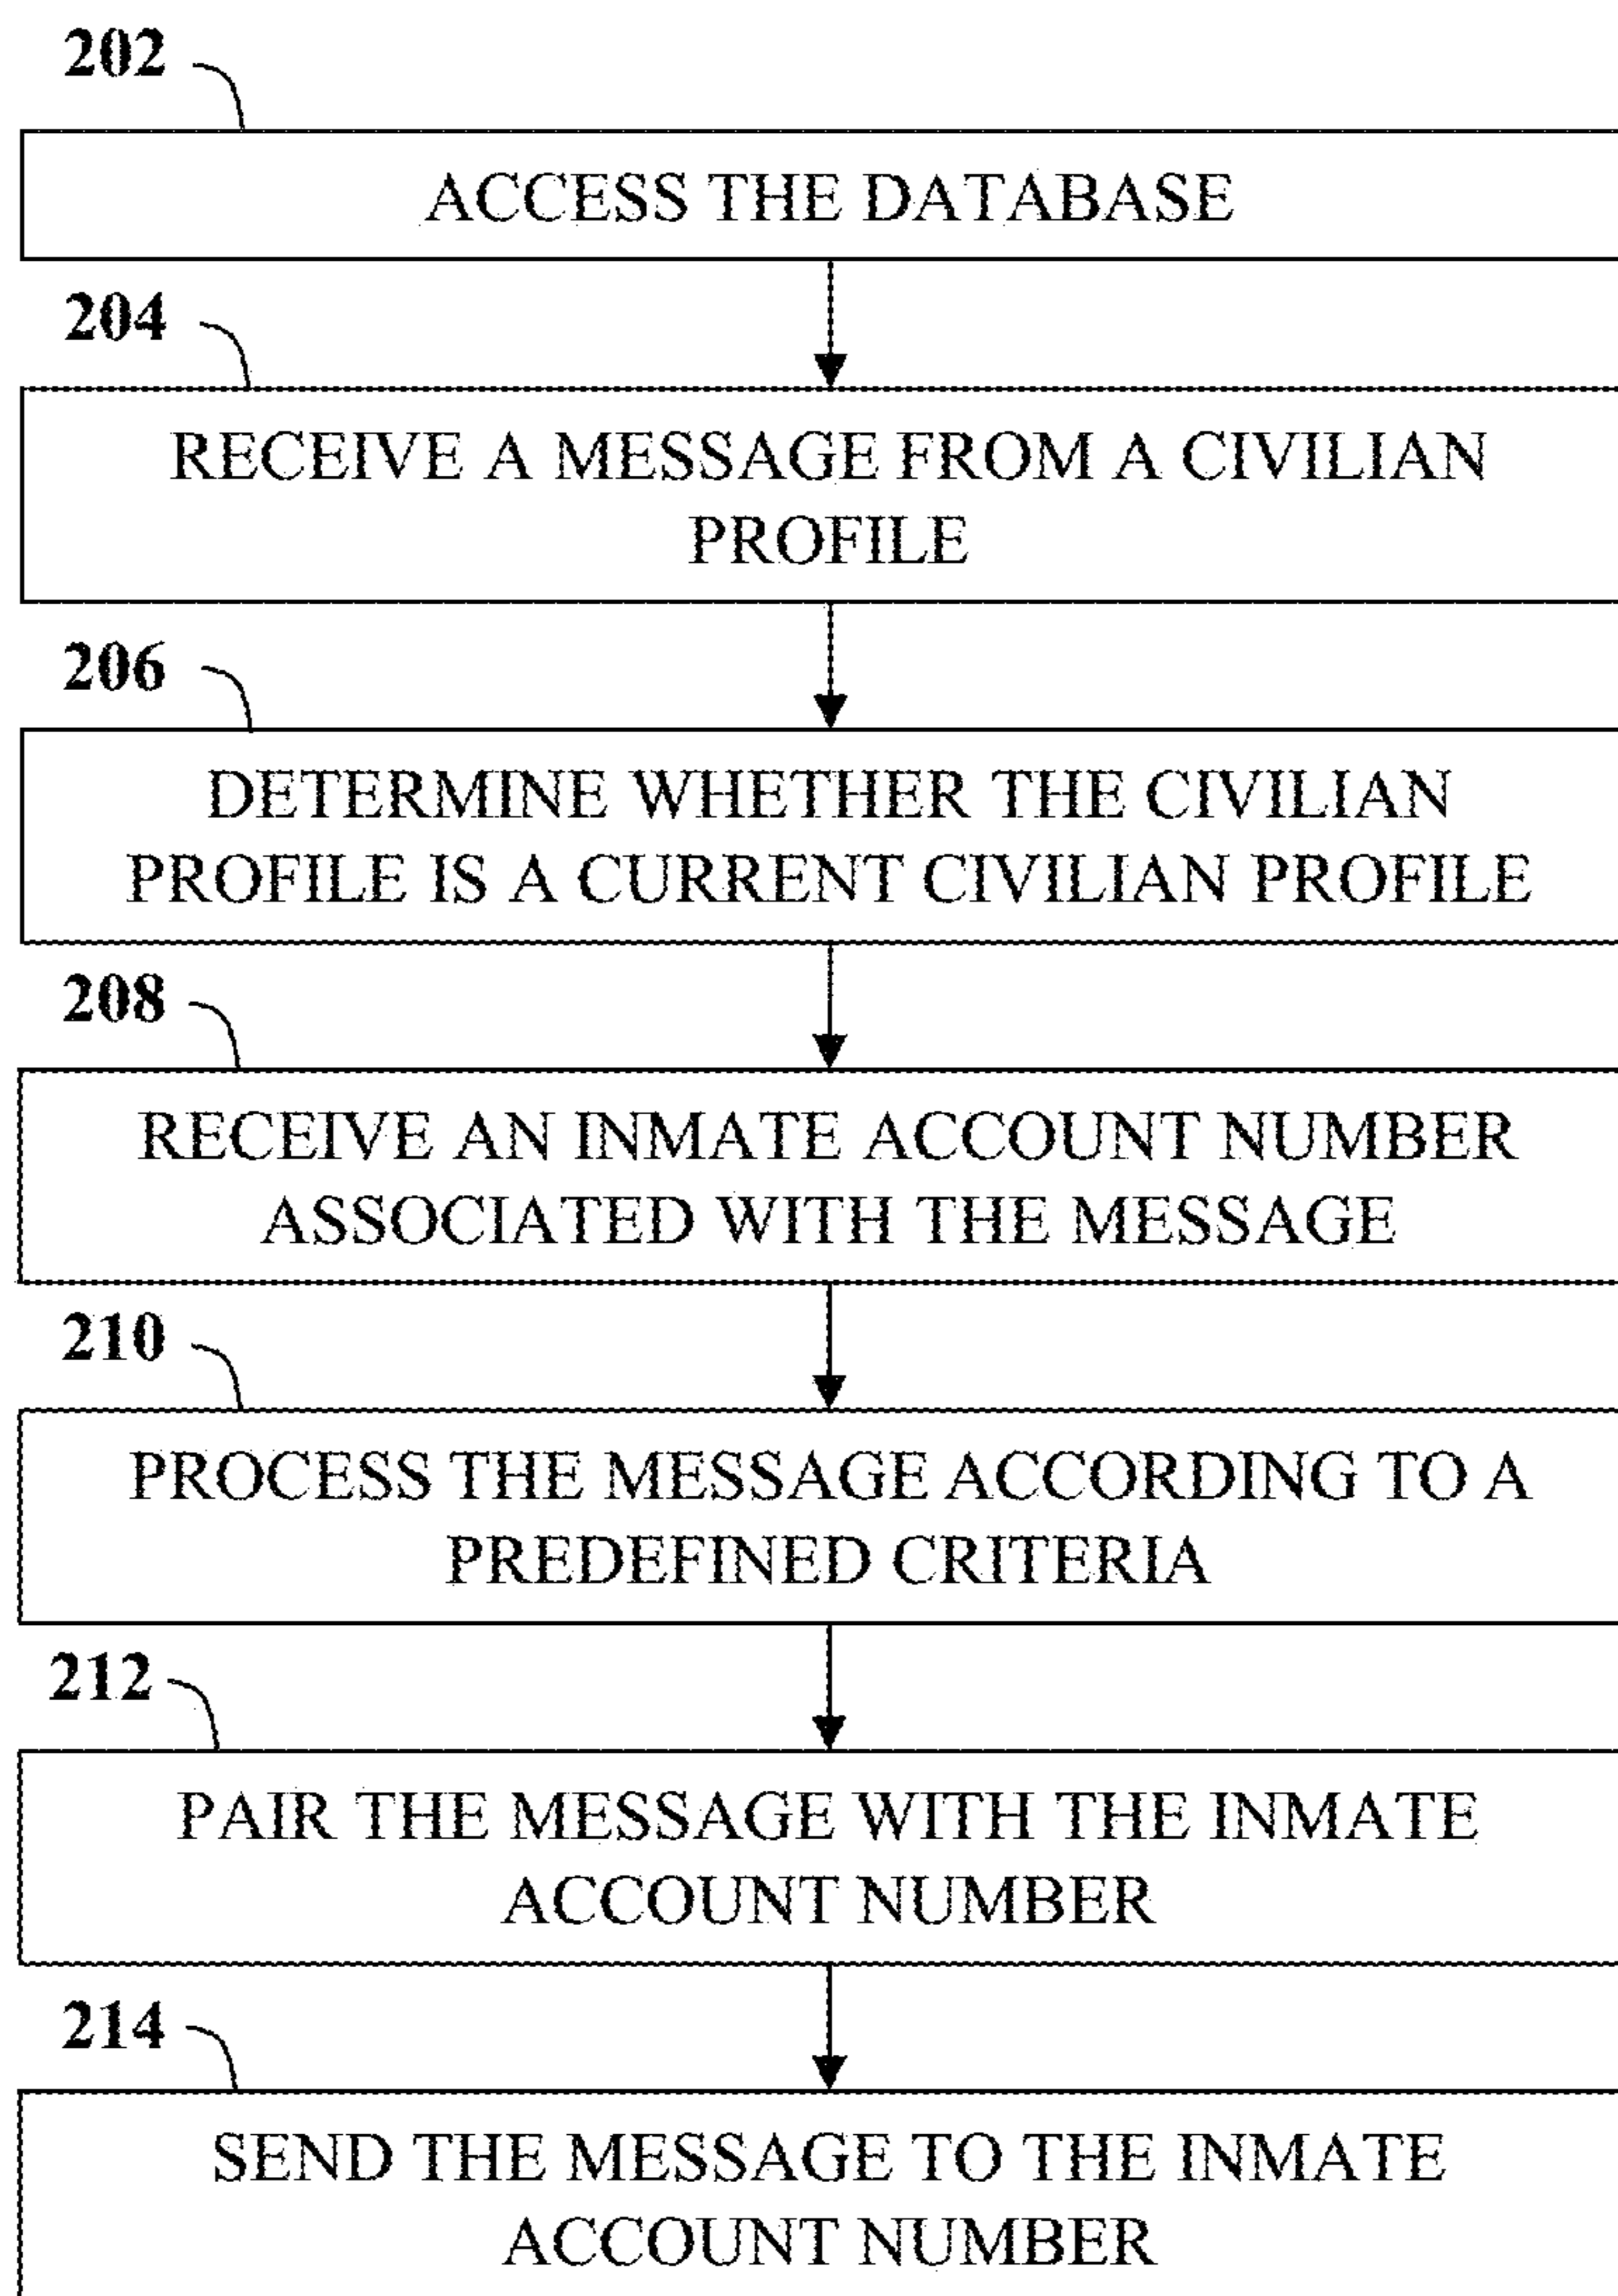 202
ACCESS THE DATABASE
204
RECEIVE A MESSAGE FROM A CIVILIAN
PROFILE
206
DETERMINE WHETHER THE CIVILIAN
PROFILE IS A CURRENT CIVILIAN PROFILE
208
RECEIVE AN INMATE ACCOUNT NUMBER
ASSOCIATED WITH THE MESSAGE
210
PROCESS THE MESSAGE ACCORDING TO A
PREDEFINED CRITERIA
212
PAIR THE MESSAGE WITH THE INMATE
ACCOUNT NUMBER
214
SEND THE MESSAGE TO THE INMATE
ACCOUNT NUMBER